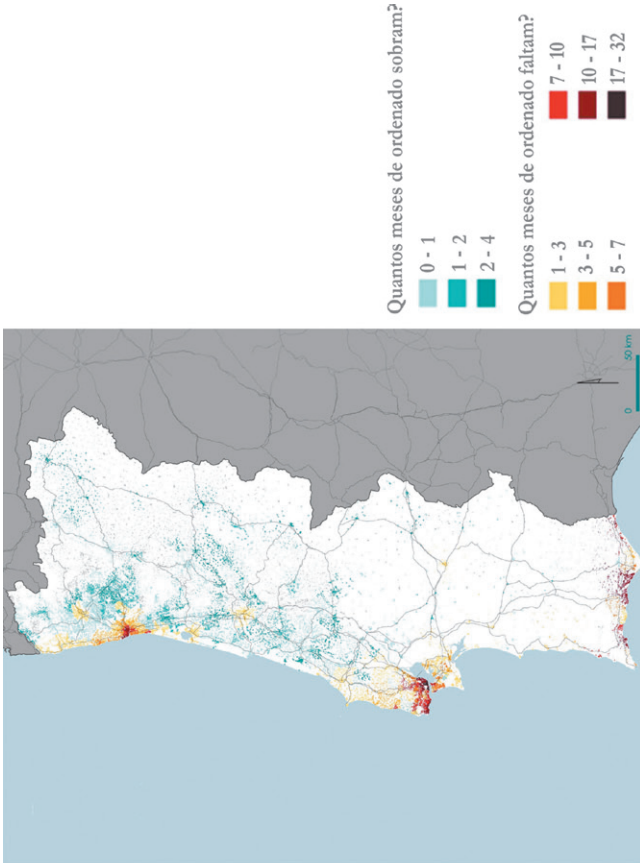 Quantos meses de ordenado sobram?
0 - 1
1 - 2
2 - 4
Quantos meses de ordenado faltam?
1 - 3
3 - 5
5 - 7
7 - 10
10 - 17
17 - 32
0 50 km